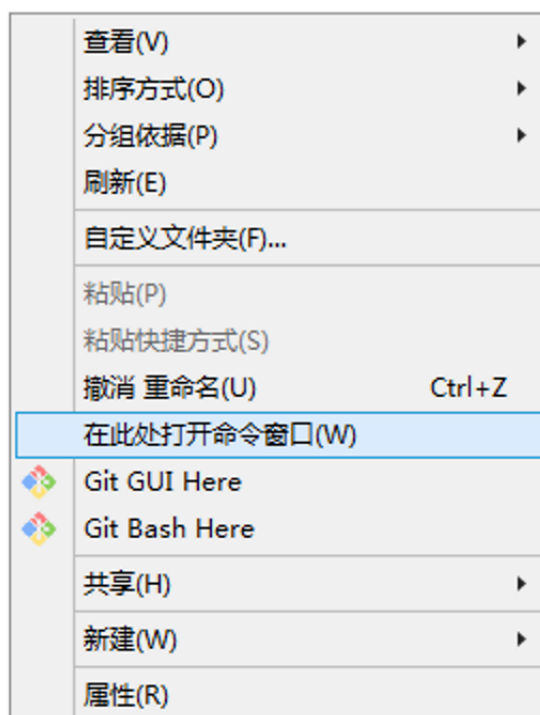 查看(V)
排序方式(O)
分组依据(P)
刷新(E)
自定义文件夹(F)...
粘贴(P)
粘贴快捷方式(S)
撤消 重命名(U) Ctrl+Z
在此处打开命令窗口(W)
Git GUI Here
Git Bash Here
共享(H)
新建(W)
属性(R)